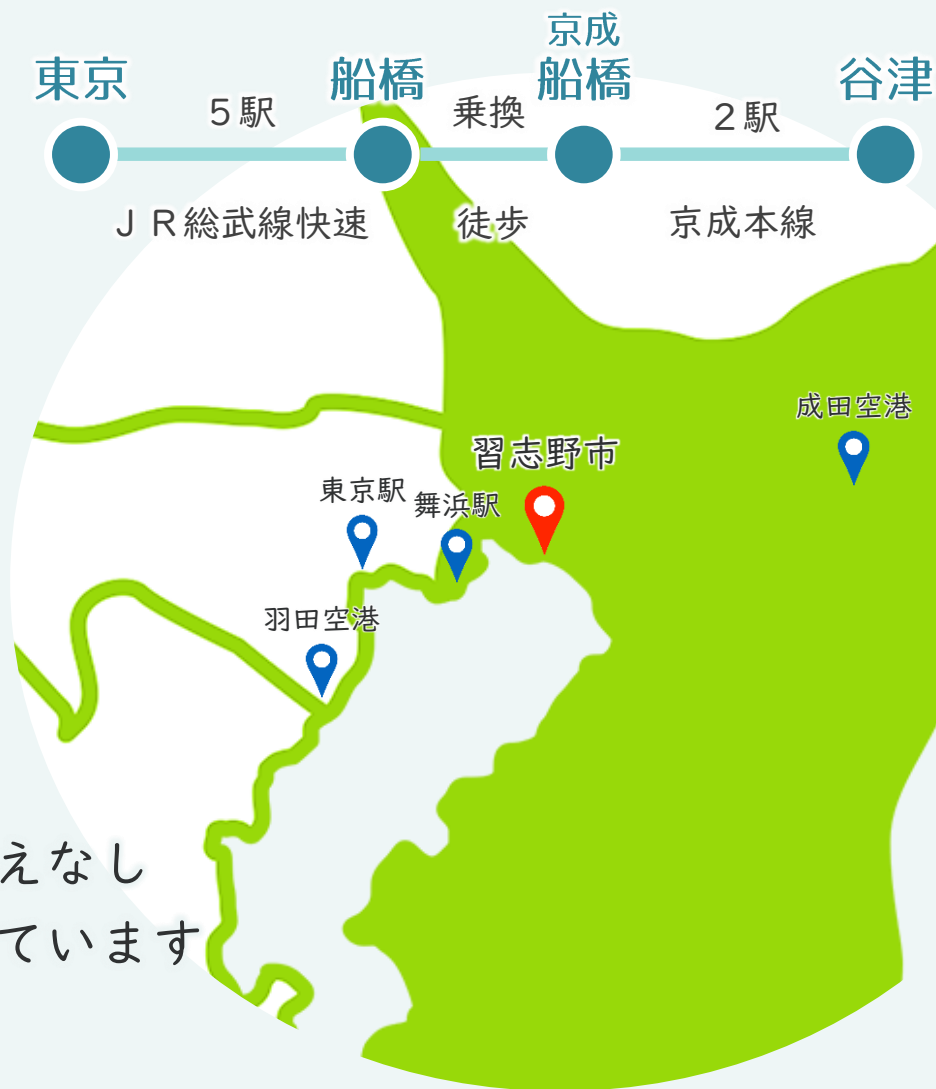 東京
船橋
京成
船橋
谷津
5駅
乗換
2駅
JR総武線快速
徒歩
京成本線
成田空港
習志野市
東京駅
舞浜駅
羽田空港
えなし
ています